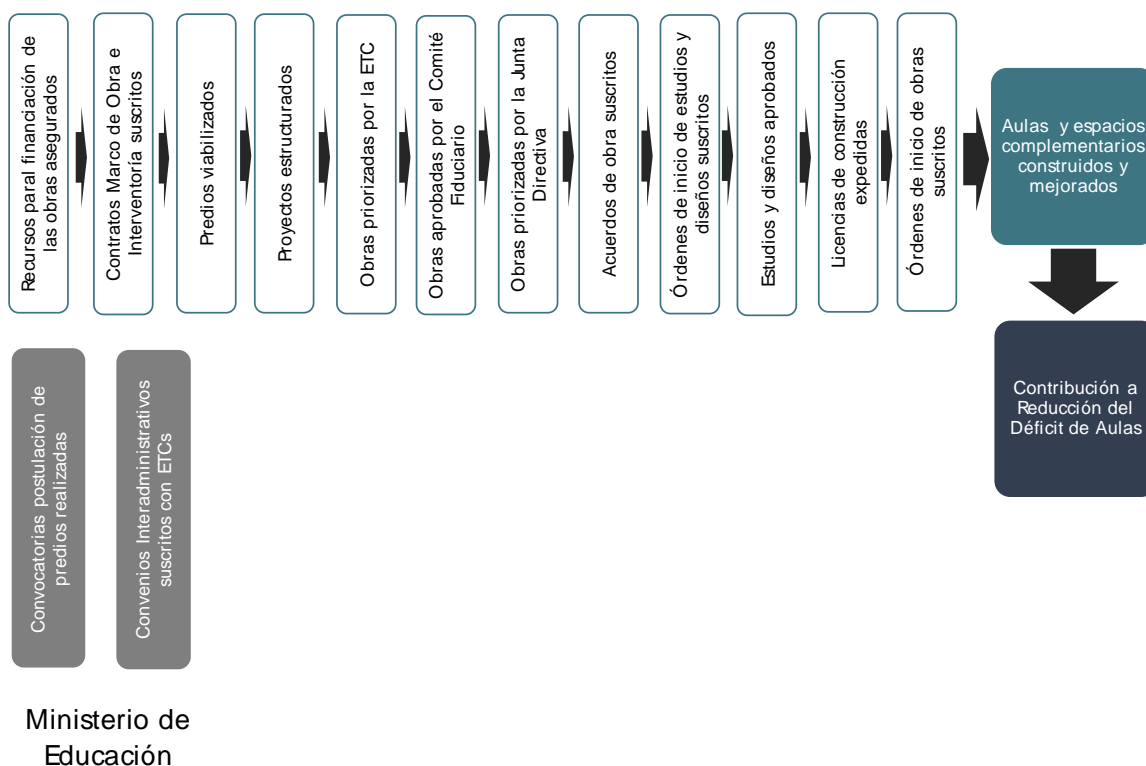 Recursos paral financiación de
las obras asegurados
Contratos Marco de Obra e
Interventoría suscritos
Predios viabilizados
Proyectos estructurados
Obras priorizadas por la ETC
Obras aprobadas por el Comité
Fiduciario
Obras priorizadas por la Junta
Directiva
Acuerdos de obra suscritos
Órdenes de inicio de estudios y
diseños suscritos
Estudios y diseños aprobados
Licencias de construcción
expedidas
Órdenes de inicio de obras
suscritos
Aulas y espacios
complementarios
construidos y
mejorados
Contribución a
Reducción del
Déficit de Aulas
Convocatorias postulación de
predios realizadas
Convenios Interadministrativos
suscritos con ETCs
Ministerio de
Educación